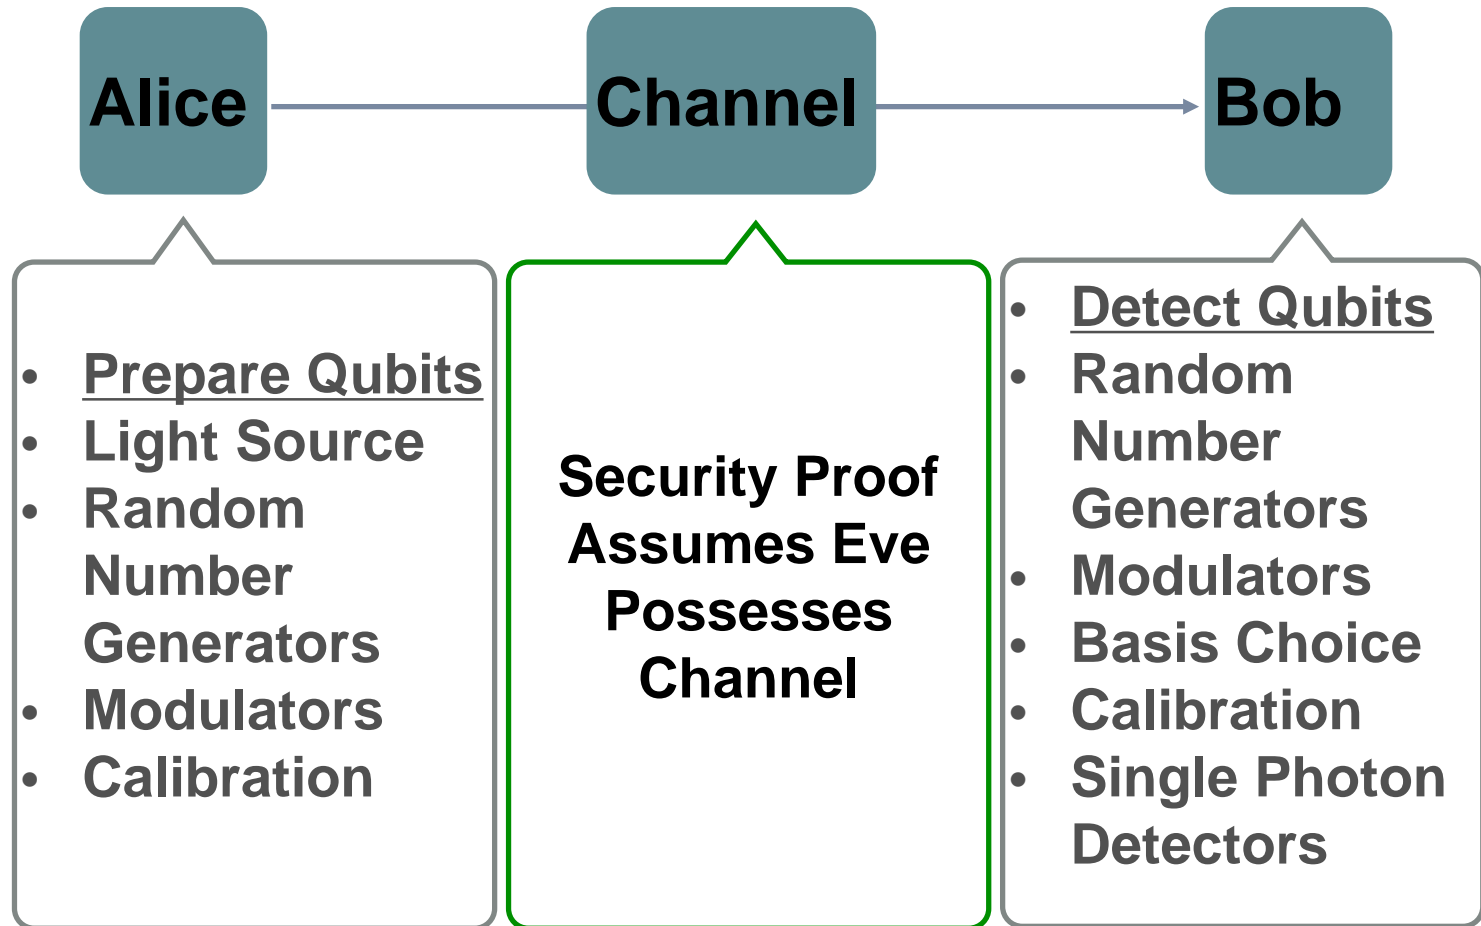 Alice
Channel
Bob
• Prepare Qubits
• Light Source
• Random
Number
Generators
• Modulators
• Calibration
Security Proof
Assumes Eve
Possesses
Channel
• Detect Qubits
• Random
Number
Generators
• Modulators
• Basis Choice
• Calibration
• Single Photon
Detectors